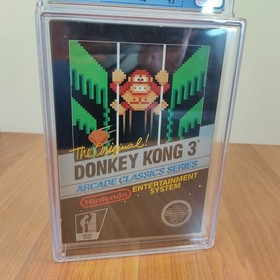 The Original!
DONKEY KONG 3
ARCADE CLASSICS SERIES
Nintendo
ENTERTAINMENT
SYSTEM